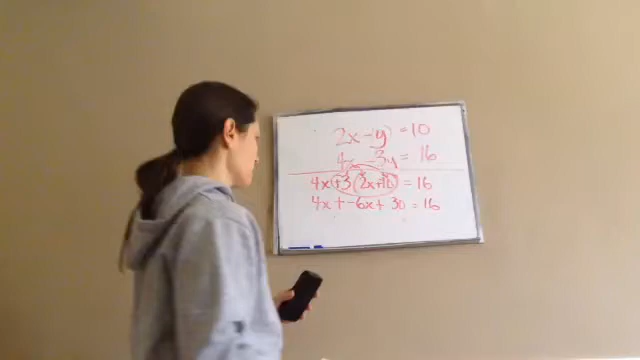 2x - y = 10
4x - 3y = 16
4x + 3 (2x+10) = 16
4x + -6x + 30 = 16